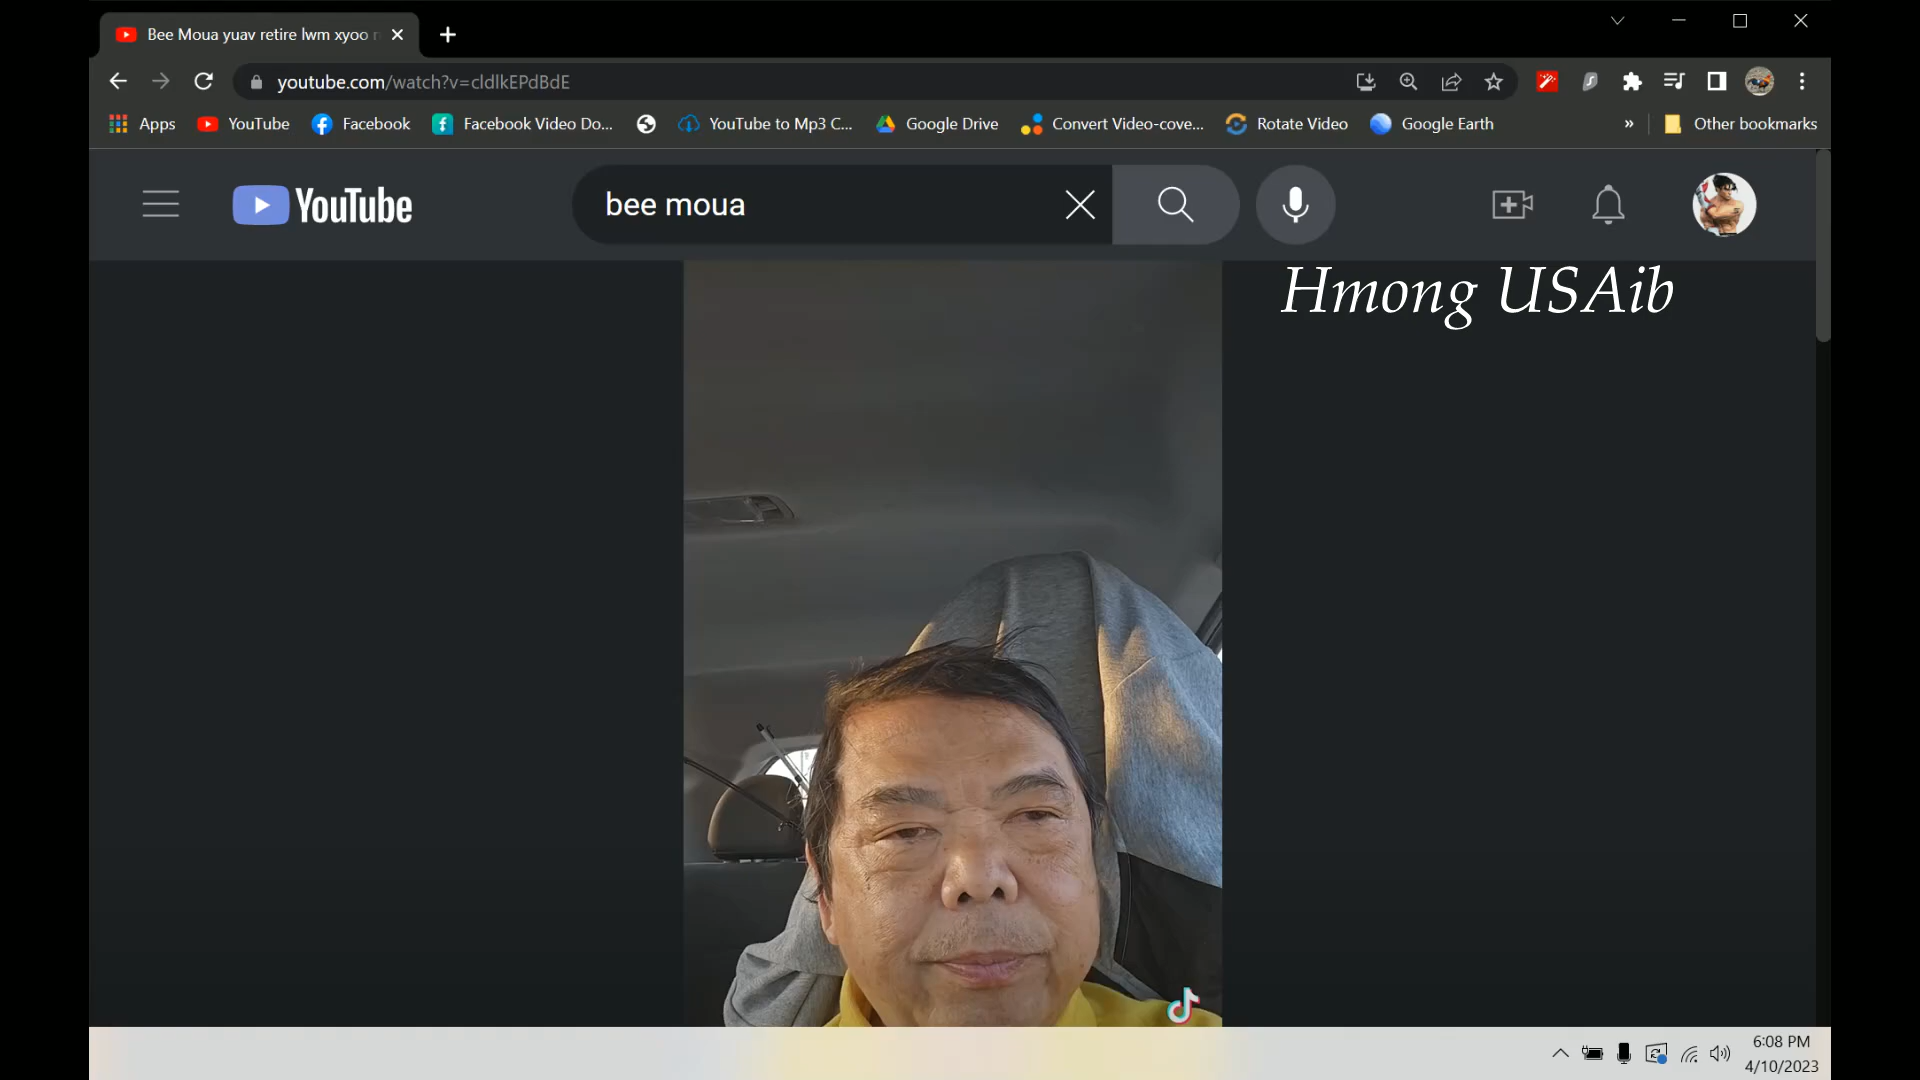 Bee Moua yuav retire lwm xyoo
youtube.com/watch?v=cldlkEPdBdE
Apps YouTube Facebook Facebook Video Do... YouTube to Mp3 C... Google Drive Convert Video-cove... Rotate Video Google Earth » Other bookmarks
YouTube bee moua
Hmong USAib
6:08 PM
4/10/2023